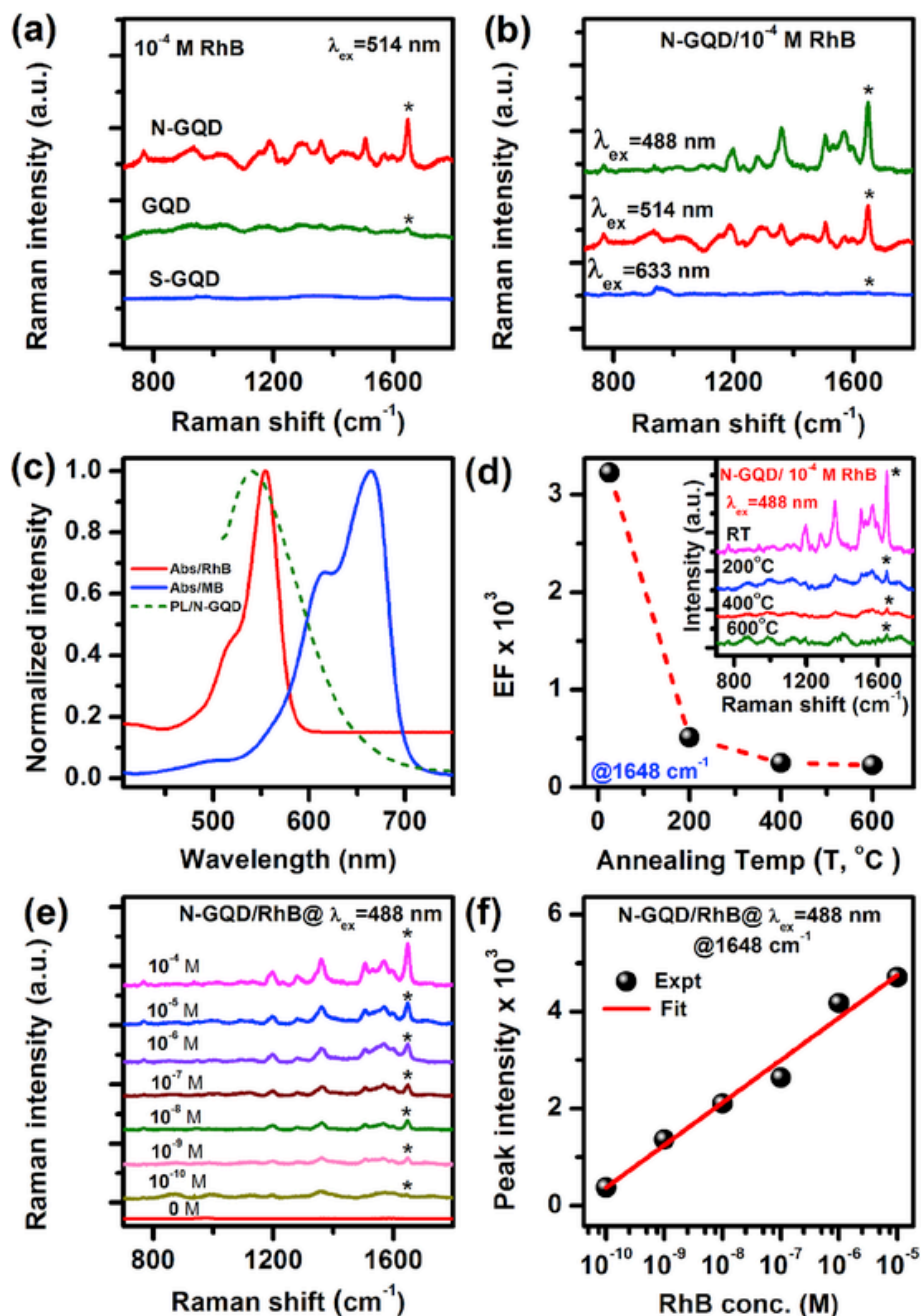 (a)
10⁻⁴ M RhB
λex=514 nm
*
N-GQD
*
GQD
S-GQD
Raman intensity (a.u.)
800 1200 1600
Raman shift (cm⁻¹)
(b)
N-GQD/10⁻⁴ M RhB
*
λex=488 nm
*
λex=514 nm
λex=633 nm
*
Raman intensity (a.u.)
800 1200 1600
Raman shift (cm⁻¹)
(c)
1.0
0.8
0.6
0.4
0.2
0.0
Abs/RhB
Abs/MB
PL/N-GQD
Normalized intensity
500 600 700
Wavelength (nm)
(d)
3
3
0
EF x 10³
N-GQD/ 10⁻⁴ M RhB
*
λex=488 nm
RT
200°C
*
400°C
*
600°C
*
Intensity (a.u.)
800 1200 1600
Raman shift (cm⁻¹)
@1648 cm⁻¹
0 200 400 600
Annealing Temp (T, °C)
(e)
N-GQD/RhB@ λex=488 nm
*
10⁻⁴ M
*
10⁻⁵ M
*
10⁻⁶ M
*
10⁻⁷ M
*
10⁻⁸ M
*
10⁻⁹ M
*
10⁻¹⁰ M
*
0 M
Raman intensity (a.u.)
800 1200 1600
Raman shift (cm⁻¹)
(f)
N-GQD/RhB@ λex=488 nm
@1648 cm⁻¹
Expt
Fit
6
4
2
0
Peak intensity x 10³
10⁻¹⁰ 10⁻⁹ 10⁻⁸ 10⁻⁷ 10⁻⁶ 10⁻⁵
RhB conc. (M)